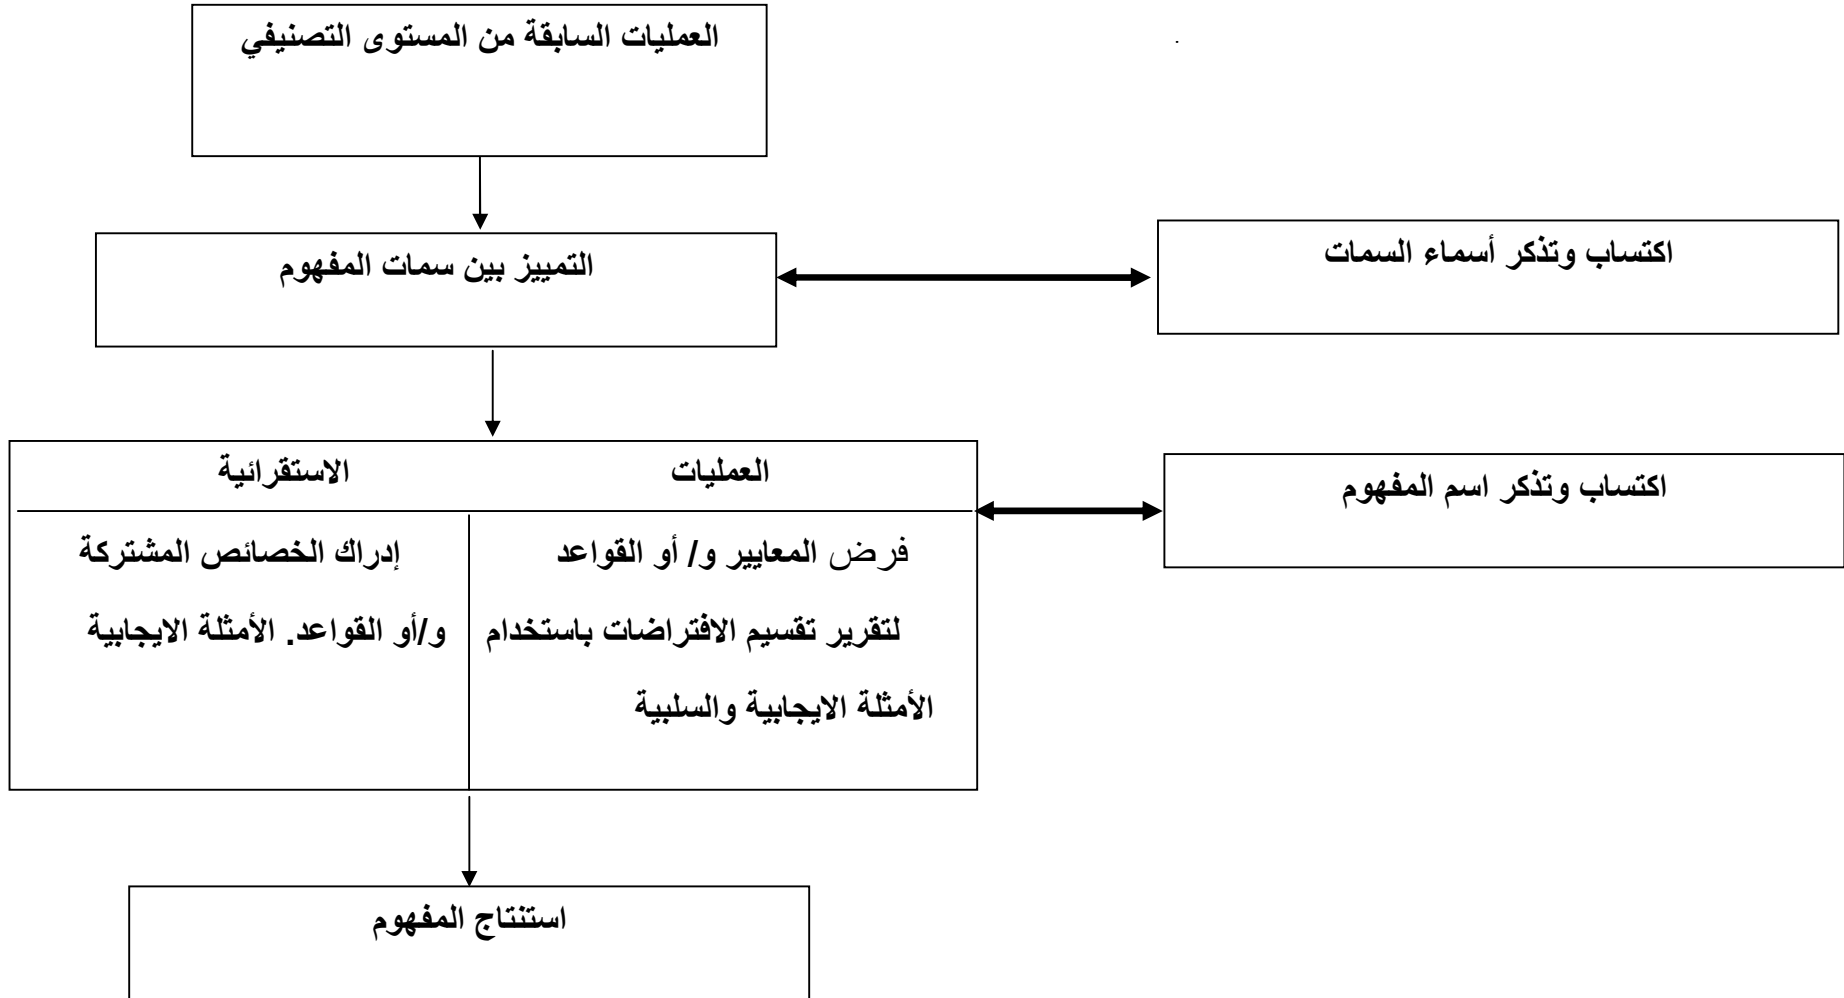 العمليات السابقة من المستوى التصنيفي
التمييز بين سمات المفهوم
اكتساب وتذكر أسماء السمات
العمليات الاستقرائية
اكتساب وتذكر اسم المفهوم
فرض المعايير و/ أو القواعد
لتقرير تقسيم الافتراضات باستخدام
الأمثلة الايجابية والسلبية
إدراك الخصائص المشتركة
و/أو القواعد. الأمثلة الايجابية
استنتاج المفهوم